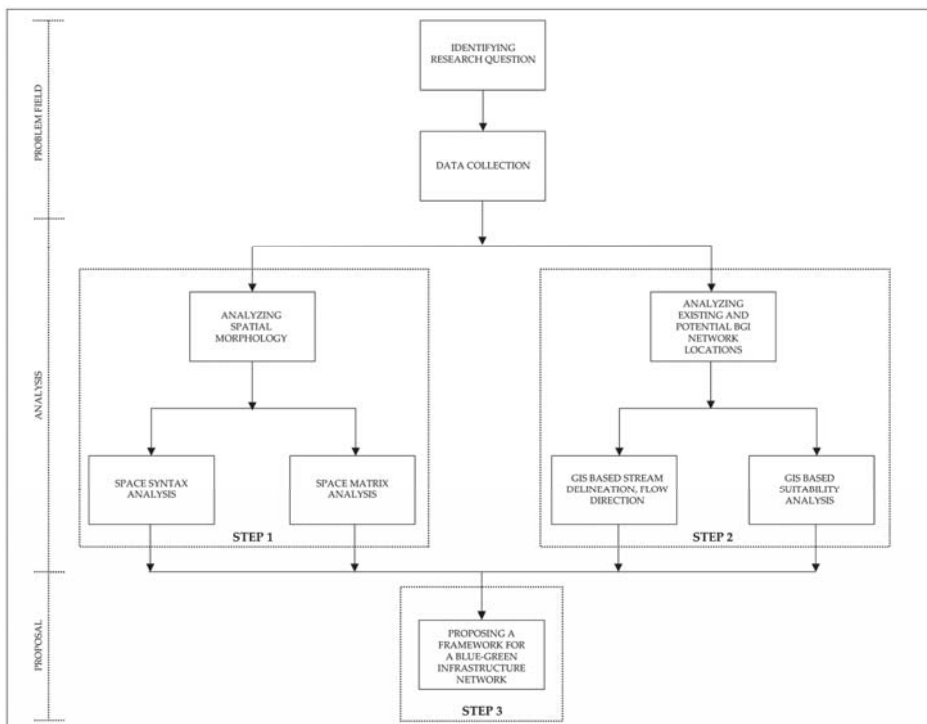 PROBLEM FIELD
IDENTIFYING
RESEARCH QUESTION
DATA COLLECTION
ANALYSIS
ANALYZING
SPATIAL
MORPHOLOGY
SPACE SYNTAX
ANALYSIS
SPACE MATRIX
ANALYSIS
STEP 1
ANALYZING
EXISTING AND
POTENTIAL BGI
NETWORK
LOCATIONS
GIS BASED STREAM
DELINEATION, FLOW
DIRECTION
GIS BASED
SUITABILITY
ANALYSIS
STEP 2
PROPOSAL
PROPOSING A
FRAMEWORK FOR
A BLUE-GREEN
INFRASTRUCTURE
NETWORK
STEP 3